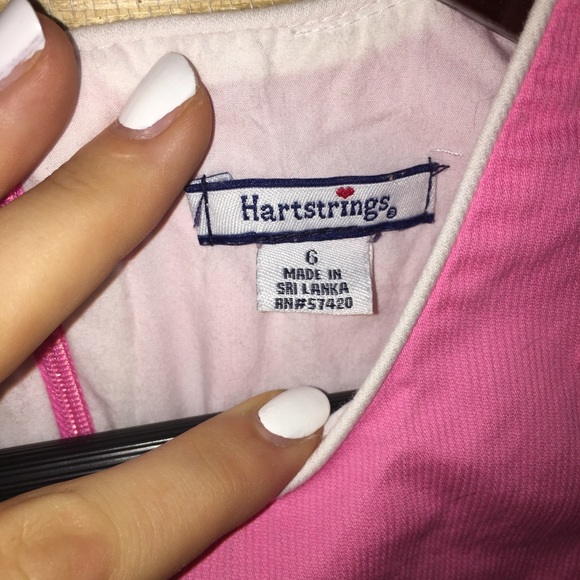 Hartstrings®
6
MADE IN
SRI LANKA
RN#57420